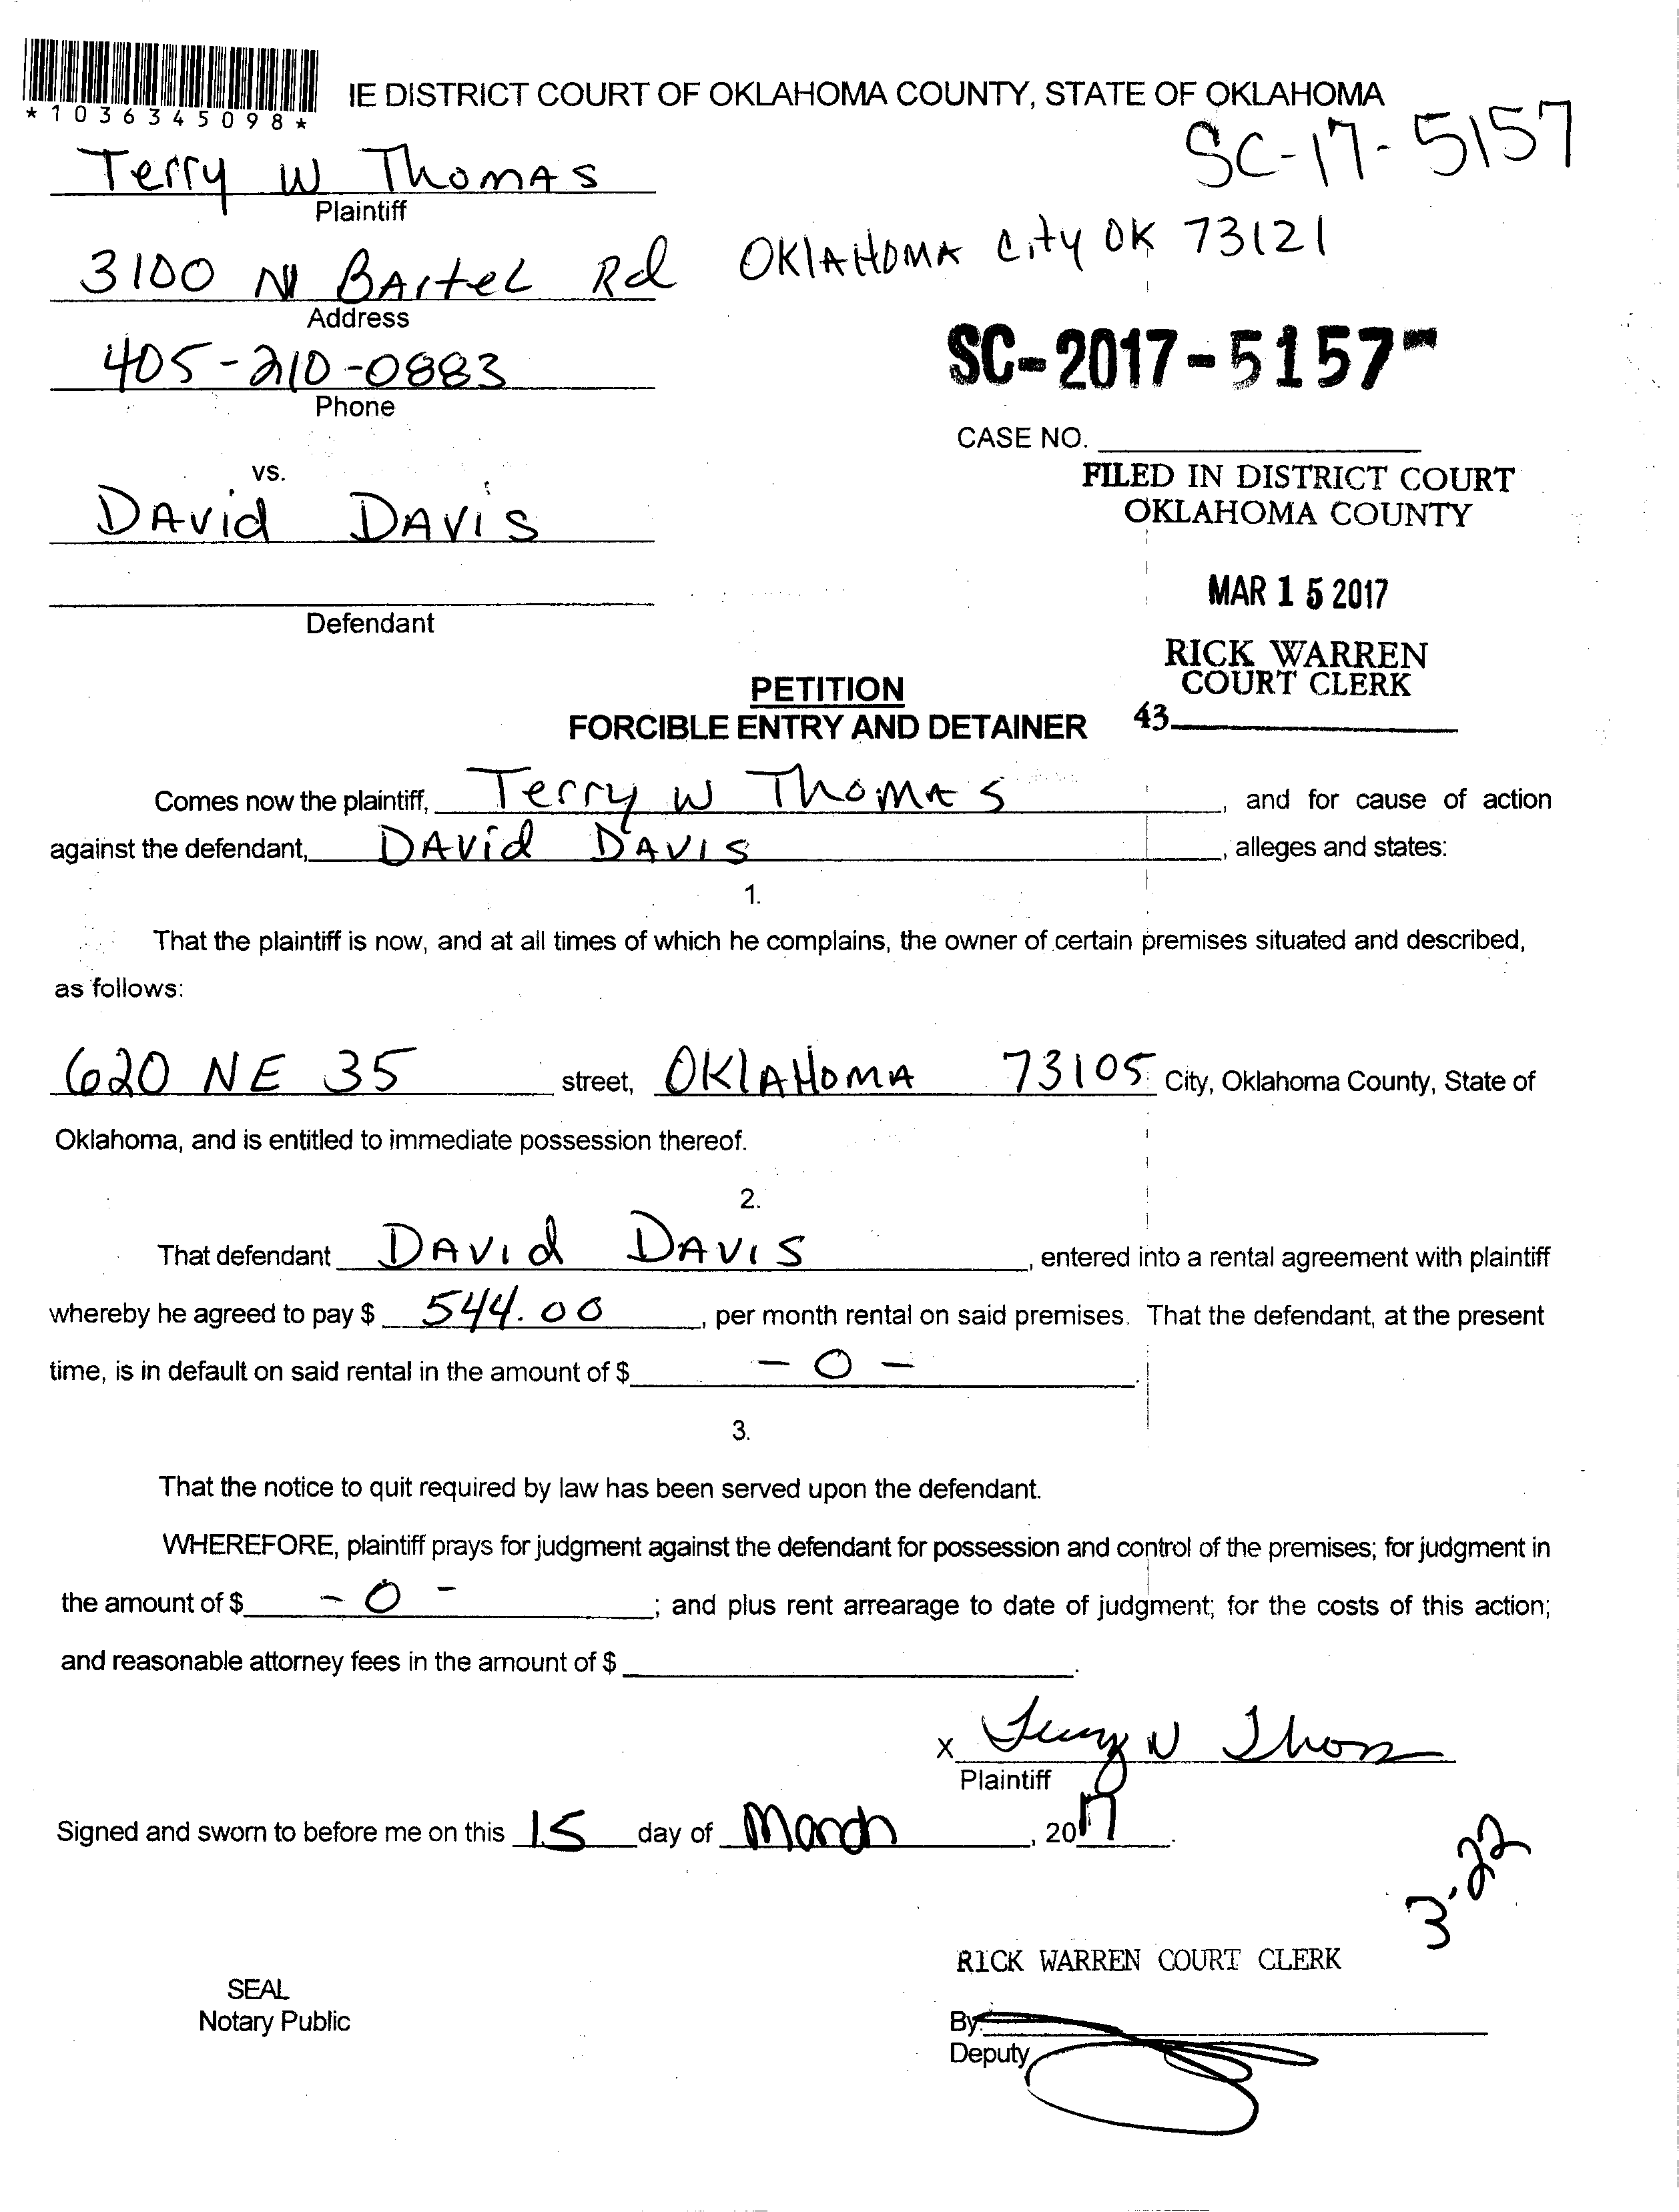 IE DISTRICT COURT OF OKLAHOMA COUNTY, STATE OF OKLAHOMA
*1036345098*
SC-17-5157
Terry W Thomas
Plaintiff
3100 N Bartel Rd OKlAHOMA City OK 73121
Address
405-210-0883
Phone
SC-2017-5157-
CASE NO.
vs.
FILED IN DISTRICT COURT
OKLAHOMA COUNTY
DAvid DAVIS
MAR 15 2017
Defendant
RICK WARREN
COURT CLERK
43
PETITION
FORCIBLE ENTRY AND DETAINER
Comes now the plaintiff, Terry W Thomas, and for cause of action
against the defendant, DAvid DAVIS, alleges and states:
1.
That the plaintiff is now, and at all times of which he complains, the owner of certain premises situated and described,
as follows:
620 NE 35 street, OKlAHOMA 73105 City, Oklahoma County, State of
Oklahoma, and is entitled to immediate possession thereof.
2.
That defendant DAVId DAVIS, entered into a rental agreement with plaintiff
whereby he agreed to pay $ 544.00, per month rental on said premises. That the defendant, at the present
time, is in default on said rental in the amount of $ - 0 -.
3.
That the notice to quit required by law has been served upon the defendant.
WHEREFORE, plaintiff prays for judgment against the defendant for possession and control of the premises; for judgment in
the amount of $ - 0 -; and plus rent arrearage to date of judgment; for the costs of this action;
and reasonable attorney fees in the amount of $ .
X Terry W Thomas
Plaintiff
Signed and sworn to before me on this 15 day of March, 2017.
3.22
RICK WARREN COURT CLERK
SEAL
Notary Public
By:
Deputy